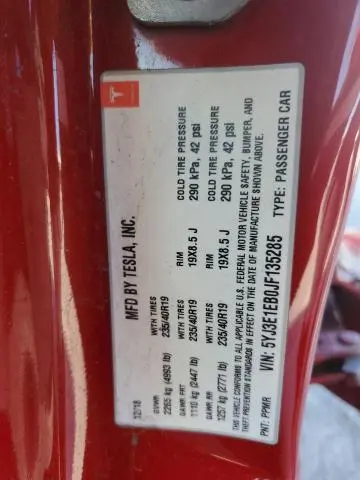 MFD BY TESLA, INC.
12/18
GVWR
2265 kg (4993 lb)
WITH TIRES
235/40R19
RIM
19X8.5 J
COLD TIRE PRESSURE
290 kPa, 42 psi
GAWR FRT
1110 kg (2447 lb)
WITH TIRES
235/40R19
RIM
19X8.5 J
COLD TIRE PRESSURE
290 kPa, 42 psi
GAWR RR
1257 kg (2771 lb)
235/40R19
19X8.5 J
THIS VEHICLE CONFORMS TO ALL APPLICABLE U.S. FEDERAL MOTOR VEHICLE SAFETY, BUMPER, AND
THEFT PREVENTION STANDARDS IN EFFECT ON THE DATE OF MANUFACTURE SHOWN ABOVE.
VIN: 5YJ3E1EB0JF135285
TYPE: PASSENGER CAR
PNT: PPMR